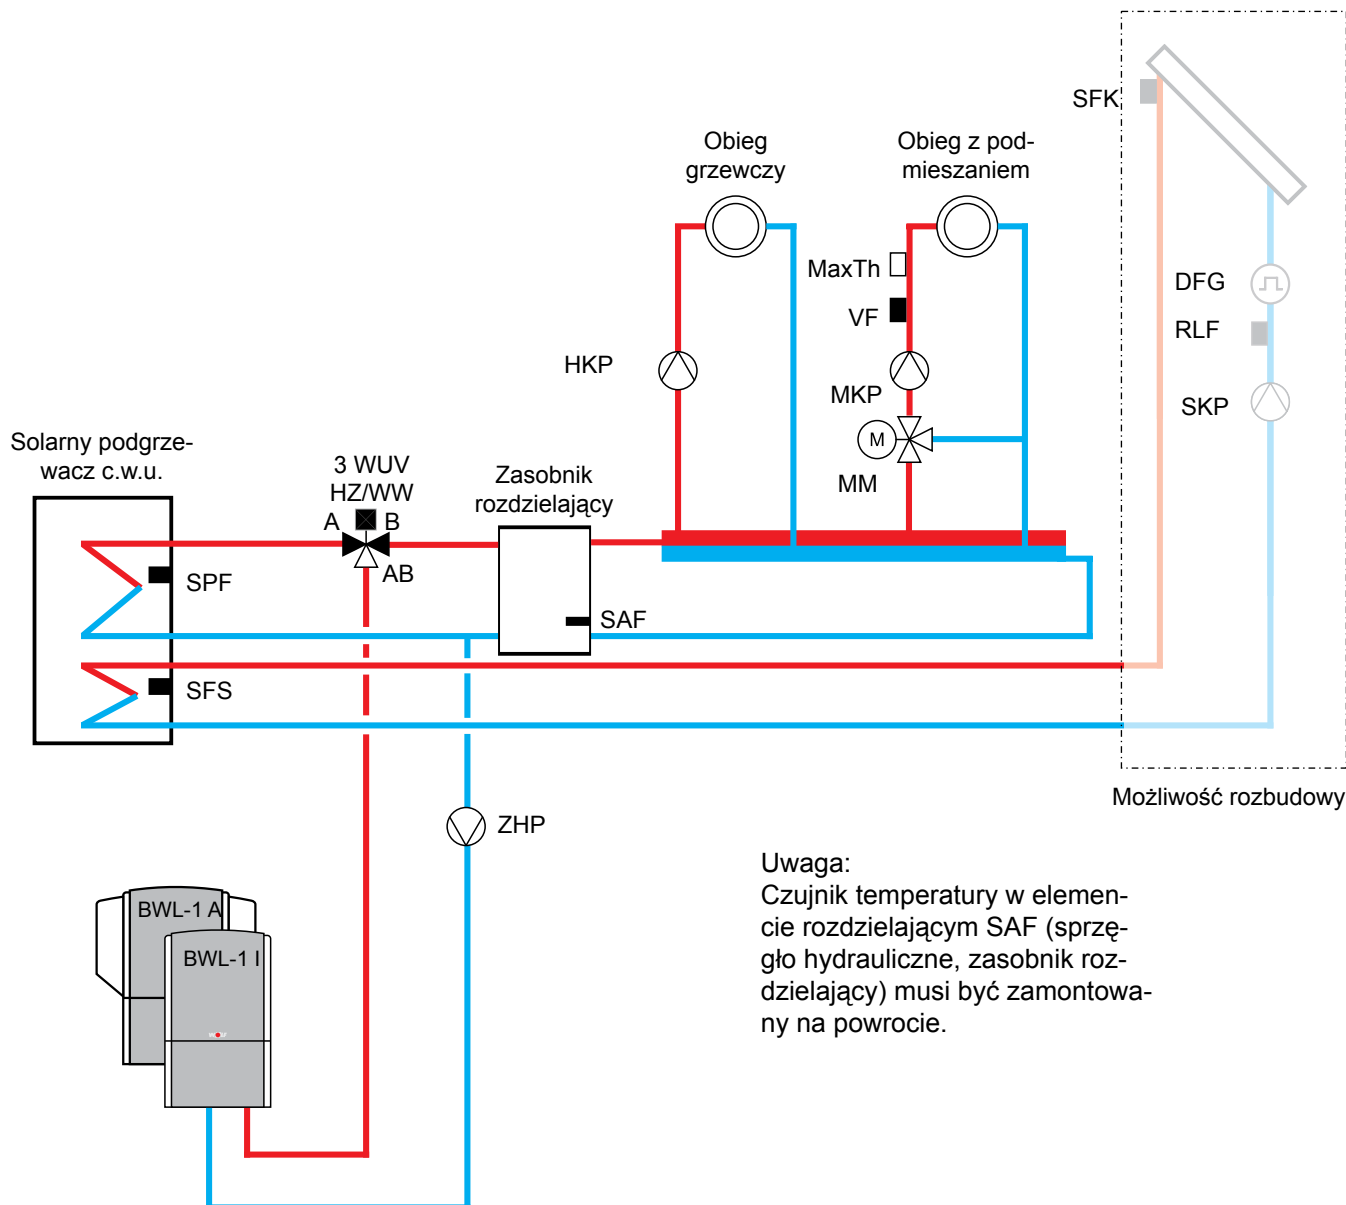 SFK
Obieg
grzewczy
Obieg z pod-
mieszaniem
MaxTh
VF
DFG
RLF
HKP
MKP
SKP
Solarny podgrze-
wacz c.w.u.
3 WUV
HZ/WW
A
B
AB
Zasobnik
rozdzielający
M
MM
SPF
SAF
SFS
Możliwość rozbudowy
ZHP
Uwaga:
Czujnik temperatury w elemen-
cie rozdzielającym SAF (sprzę-
gło hydrauliczne, zasobnik roz-
dzielający) musi być zamontowa-
ny na powrocie.
BWL-1 A
BWL-1 I